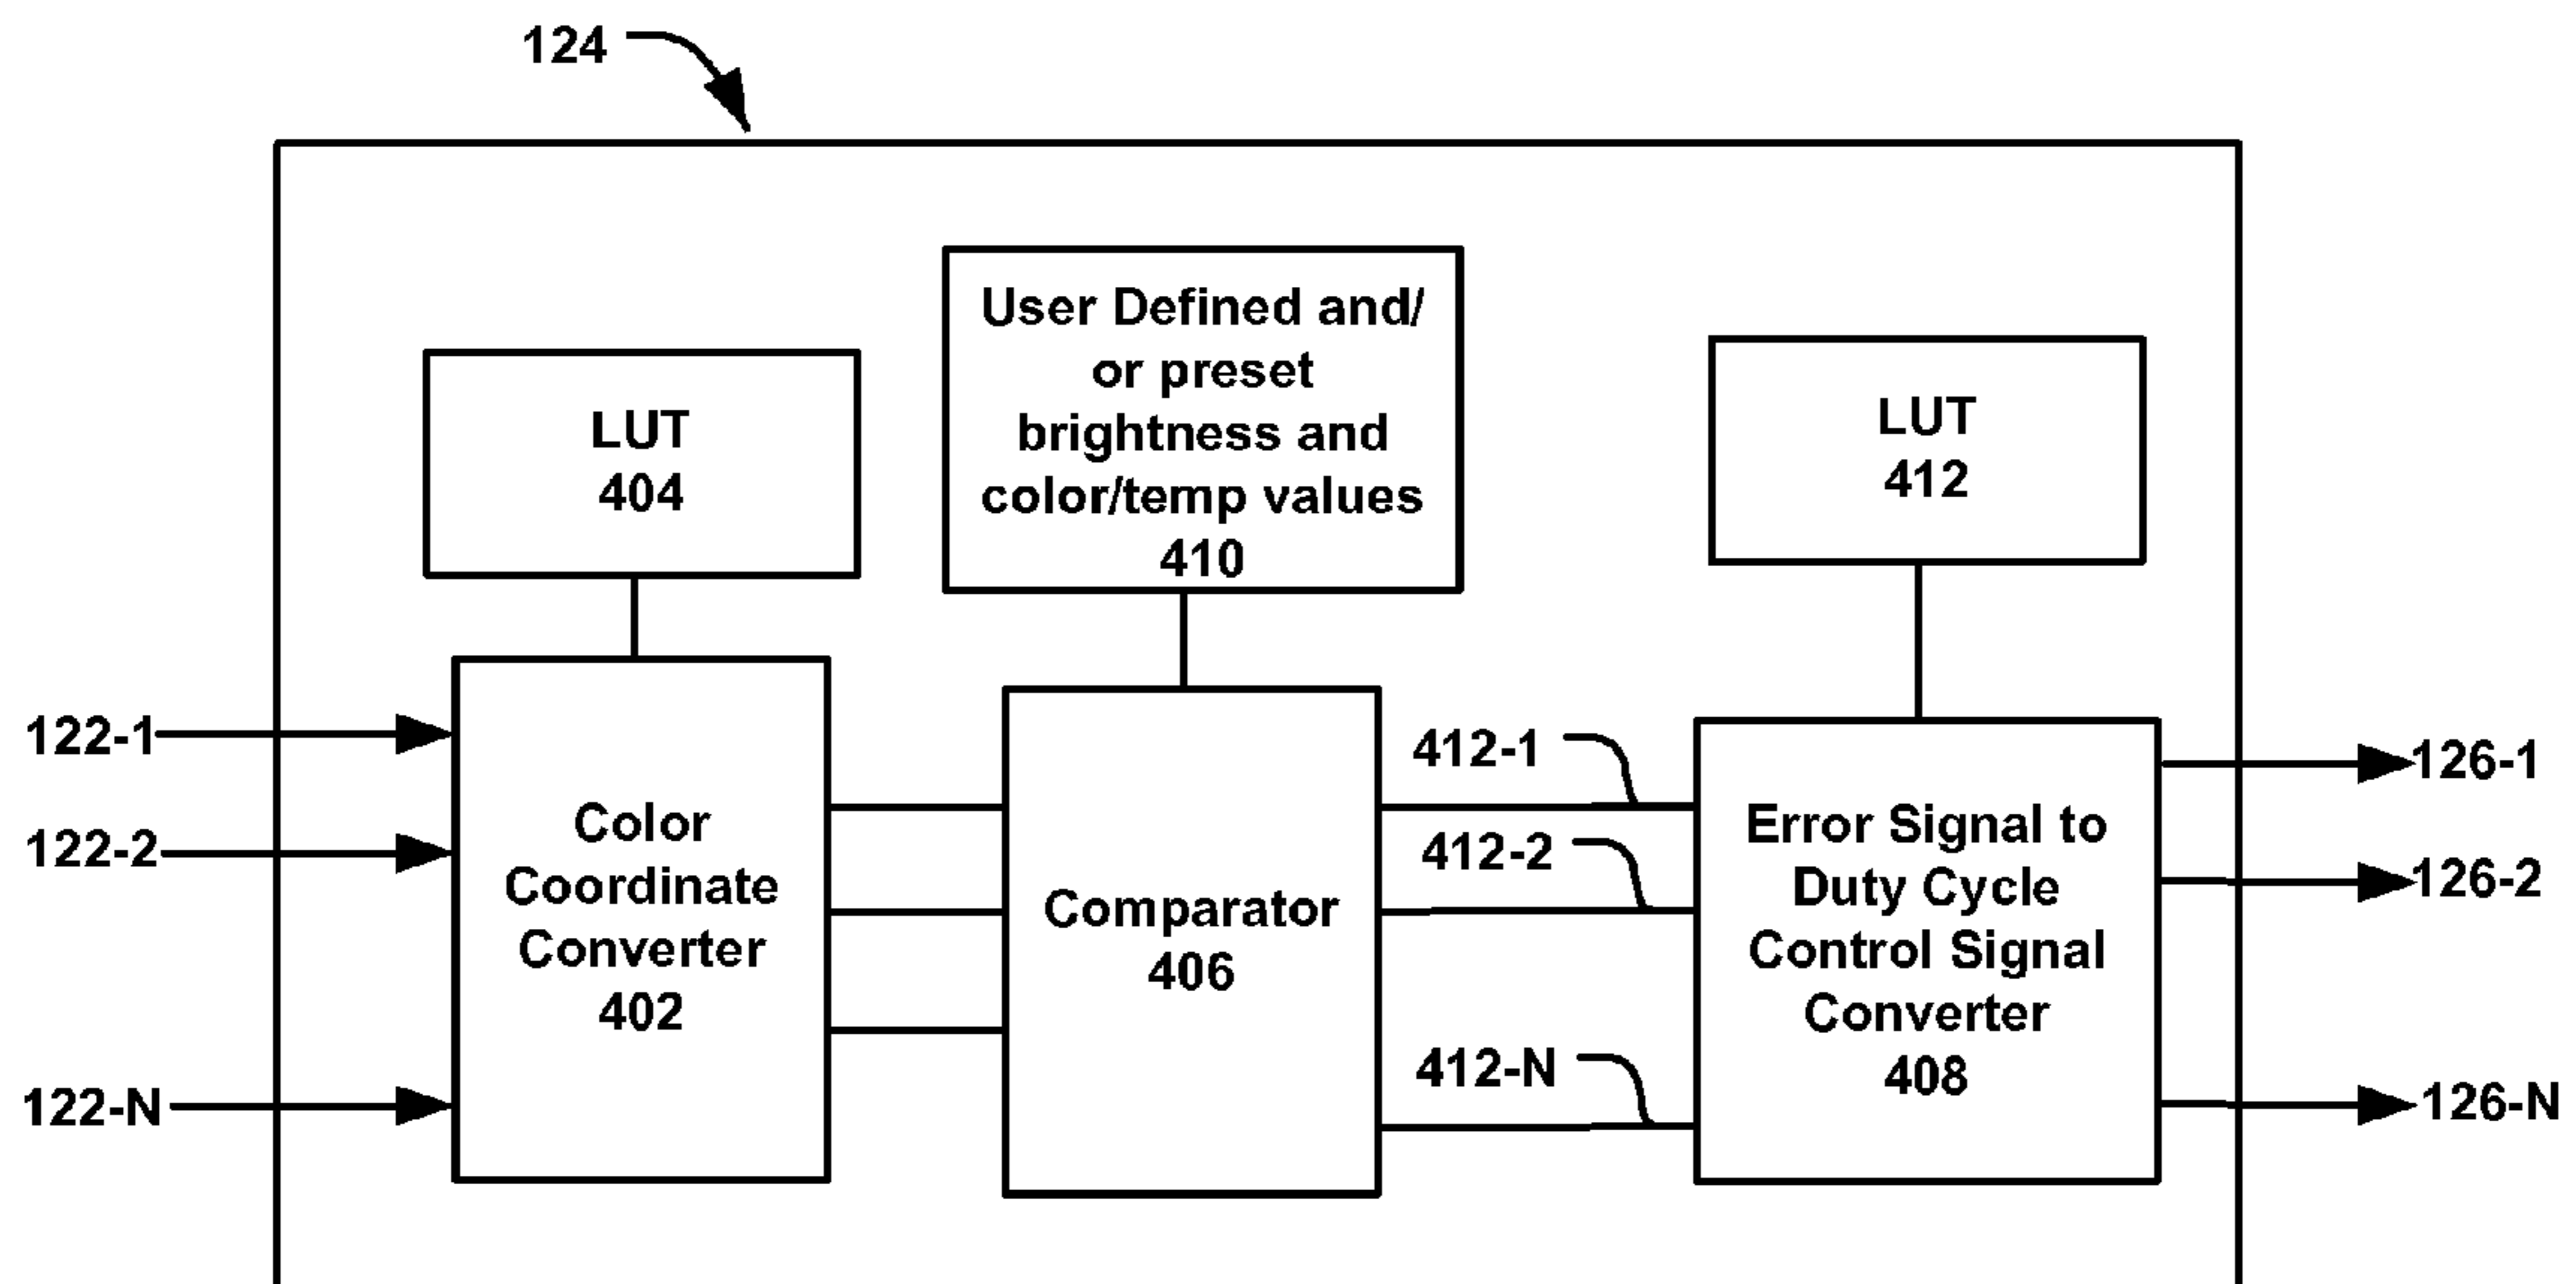 124
User Defined and/
or preset
brightness and
color/temp values
410
LUT
404
LUT
412
122-1
122-2
122-N
Color
Coordinate
Converter
402
Comparator
406
412-1
412-2
412-N
Error Signal to
Duty Cycle
Control Signal
Converter
408
126-1
126-2
126-N